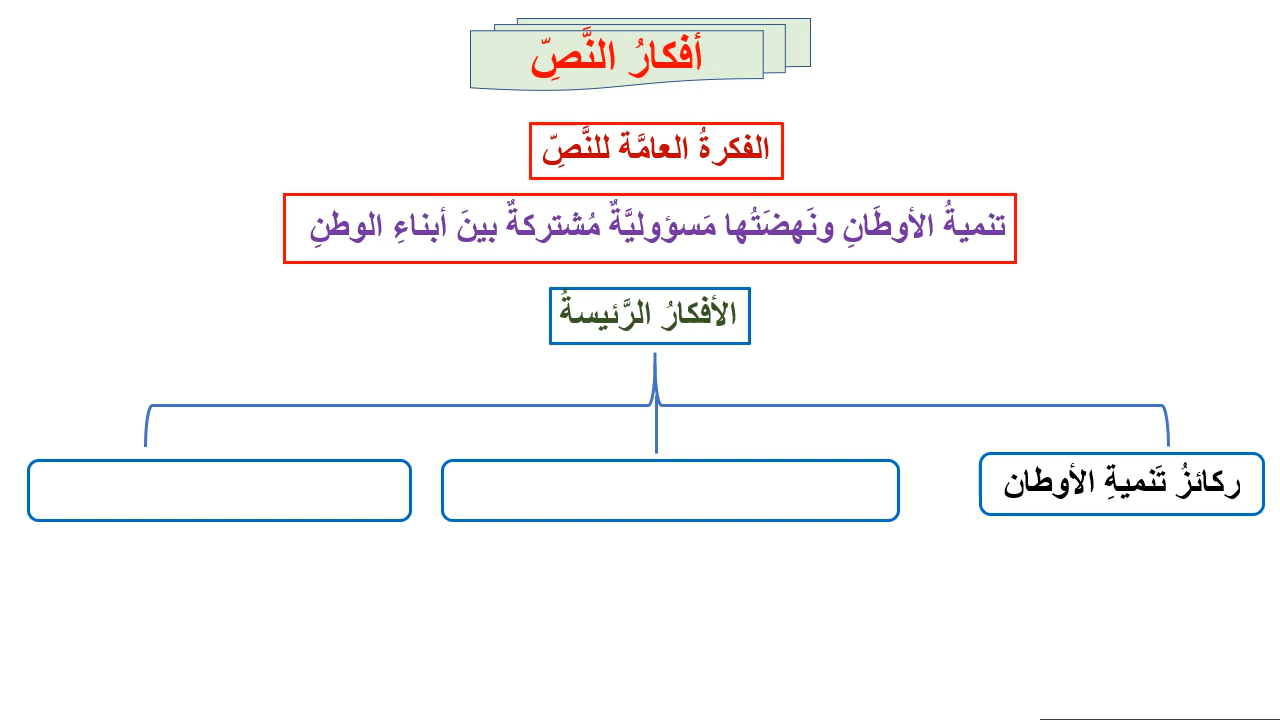 أفكارُ النَّصِّ
الفكرةُ العامَّة للنَّصِّ
تنميةُ الأوطَانِ ونَهضَتُها مَسؤوليَّةٌ مُشتركةٌ بينَ أبناءِ الوطنِ
الأفكارُ الرَّئيسةُ
ركائزُ تَنميةِ الأوطان